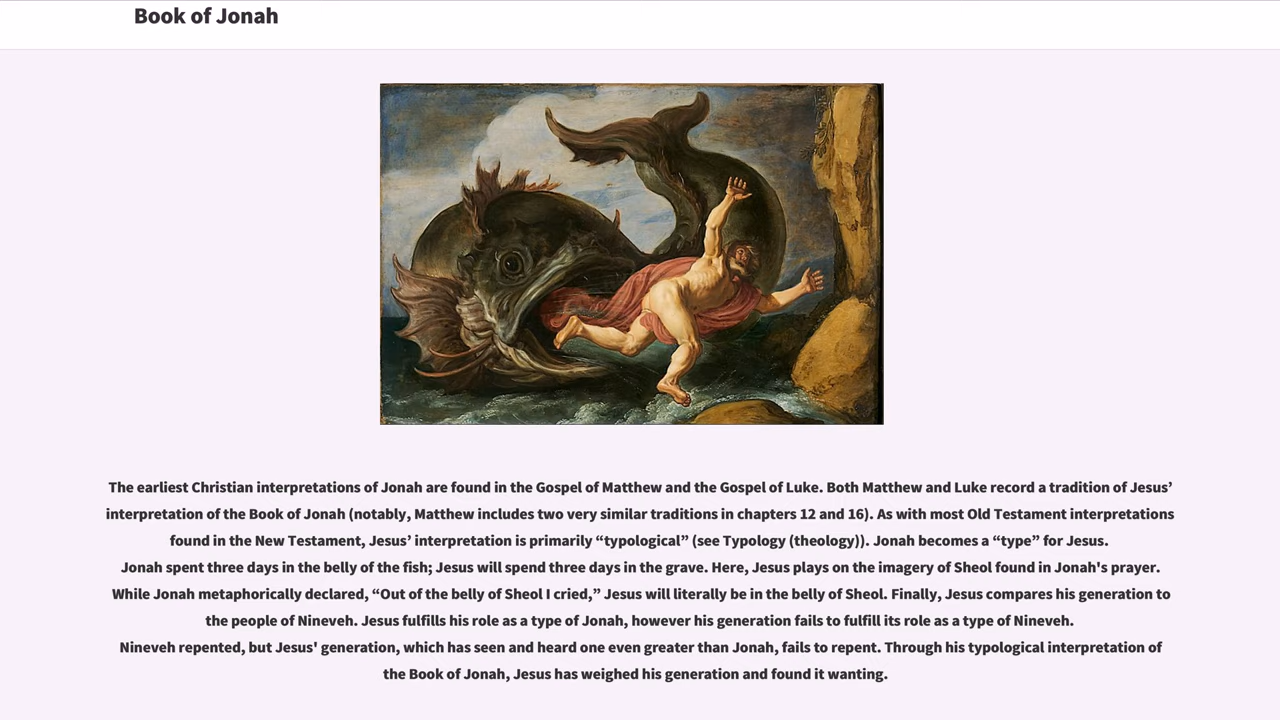 Book of Jonah
The earliest Christian interpretations of Jonah are found in the Gospel of Matthew and the Gospel of Luke. Both Matthew and Luke record a tradition of Jesus’
interpretation of the Book of Jonah (notably, Matthew includes two very similar traditions in chapters 12 and 16). As with most Old Testament interpretations
found in the New Testament, Jesus’ interpretation is primarily “typological” (see Typology (theology)). Jonah becomes a “type” for Jesus.
Jonah spent three days in the belly of the fish; Jesus will spend three days in the grave. Here, Jesus plays on the imagery of Sheol found in Jonah's prayer.
While Jonah metaphorically declared, “Out of the belly of Sheol I cried,” Jesus will literally be in the belly of Sheol. Finally, Jesus compares his generation to
the people of Nineveh. Jesus fulfills his role as a type of Jonah, however his generation fails to fulfill its role as a type of Nineveh.
Nineveh repented, but Jesus' generation, which has seen and heard one even greater than Jonah, fails to repent. Through his typological interpretation of
the Book of Jonah, Jesus has weighed his generation and found it wanting.